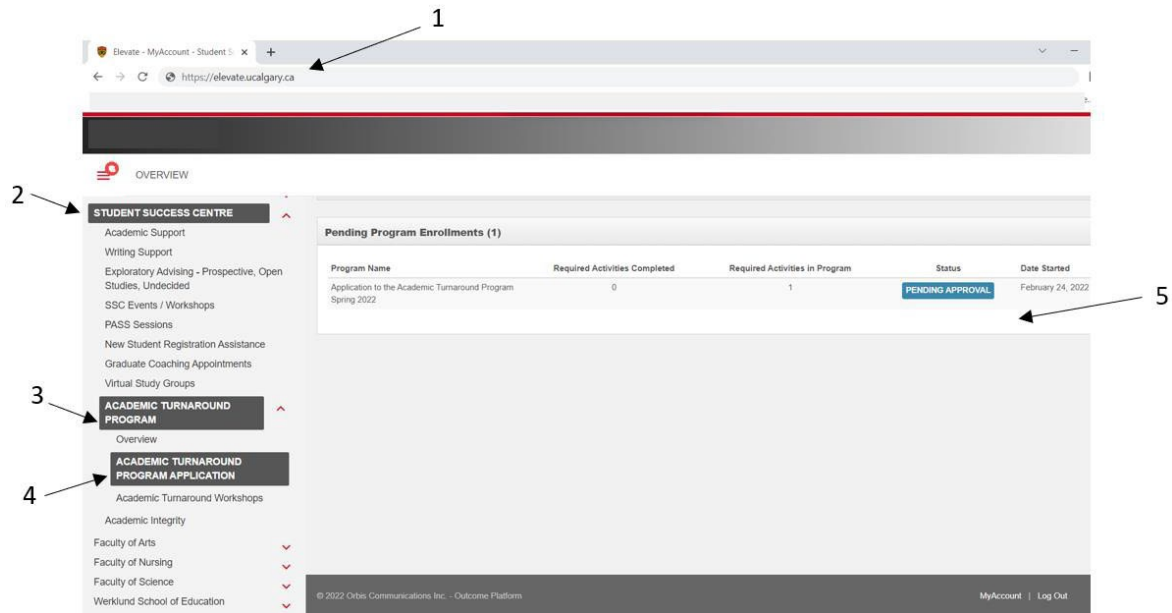 1
Elevate - MyAccount - Student S
https://elevate.ucalgary.ca
OVERVIEW
2
STUDENT SUCCESS CENTRE
Academic Support
Writing Support
Exploratory Advising - Prospective, Open
Studies, Undecided
SSC Events / Workshops
PASS Sessions
New Student Registration Assistance
Graduate Coaching Appointments
Virtual Study Groups
3
ACADEMIC TURNAROUND
PROGRAM
Overview
4
ACADEMIC TURNAROUND
PROGRAM APPLICATION
Academic Turnaround Workshops
Academic Integrity
Faculty of Arts
Faculty of Nursing
Faculty of Science
Werklund School of Education
Pending Program Enrollments (1)
Program Name Required Activities Completed Required Activities in Program Status Date Started
Application to the Academic Turnaround Program 0 1 PENDING APPROVAL February 24, 2022
Spring 2022
5
© 2022 Orbis Communications Inc. - Outcome Platform
MyAccount | Log Out